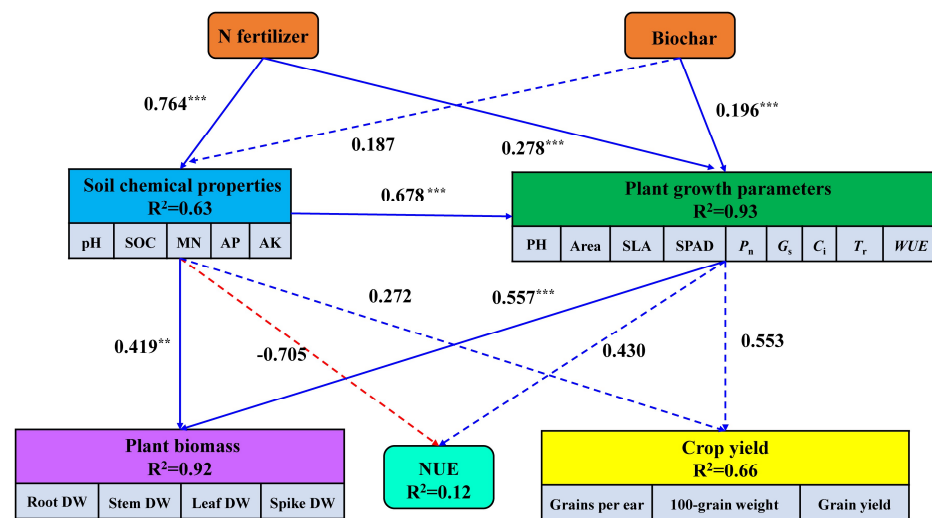 N fertilizer
Biochar
0.764***
0.187
0.278***
0.196***
Soil chemical properties
R²=0.63
pH SOC MN AP AK
0.678***
Plant growth parameters
R²=0.93
PH Area SLA SPAD Pn Gs Ci Tr WUE
0.419**
-0.705
0.272
0.557***
0.430
0.553
Plant biomass
R²=0.92
Root DW Stem DW Leaf DW Spike DW
NUE
R²=0.12
Crop yield
R²=0.66
Grains per ear 100-grain weight Grain yield